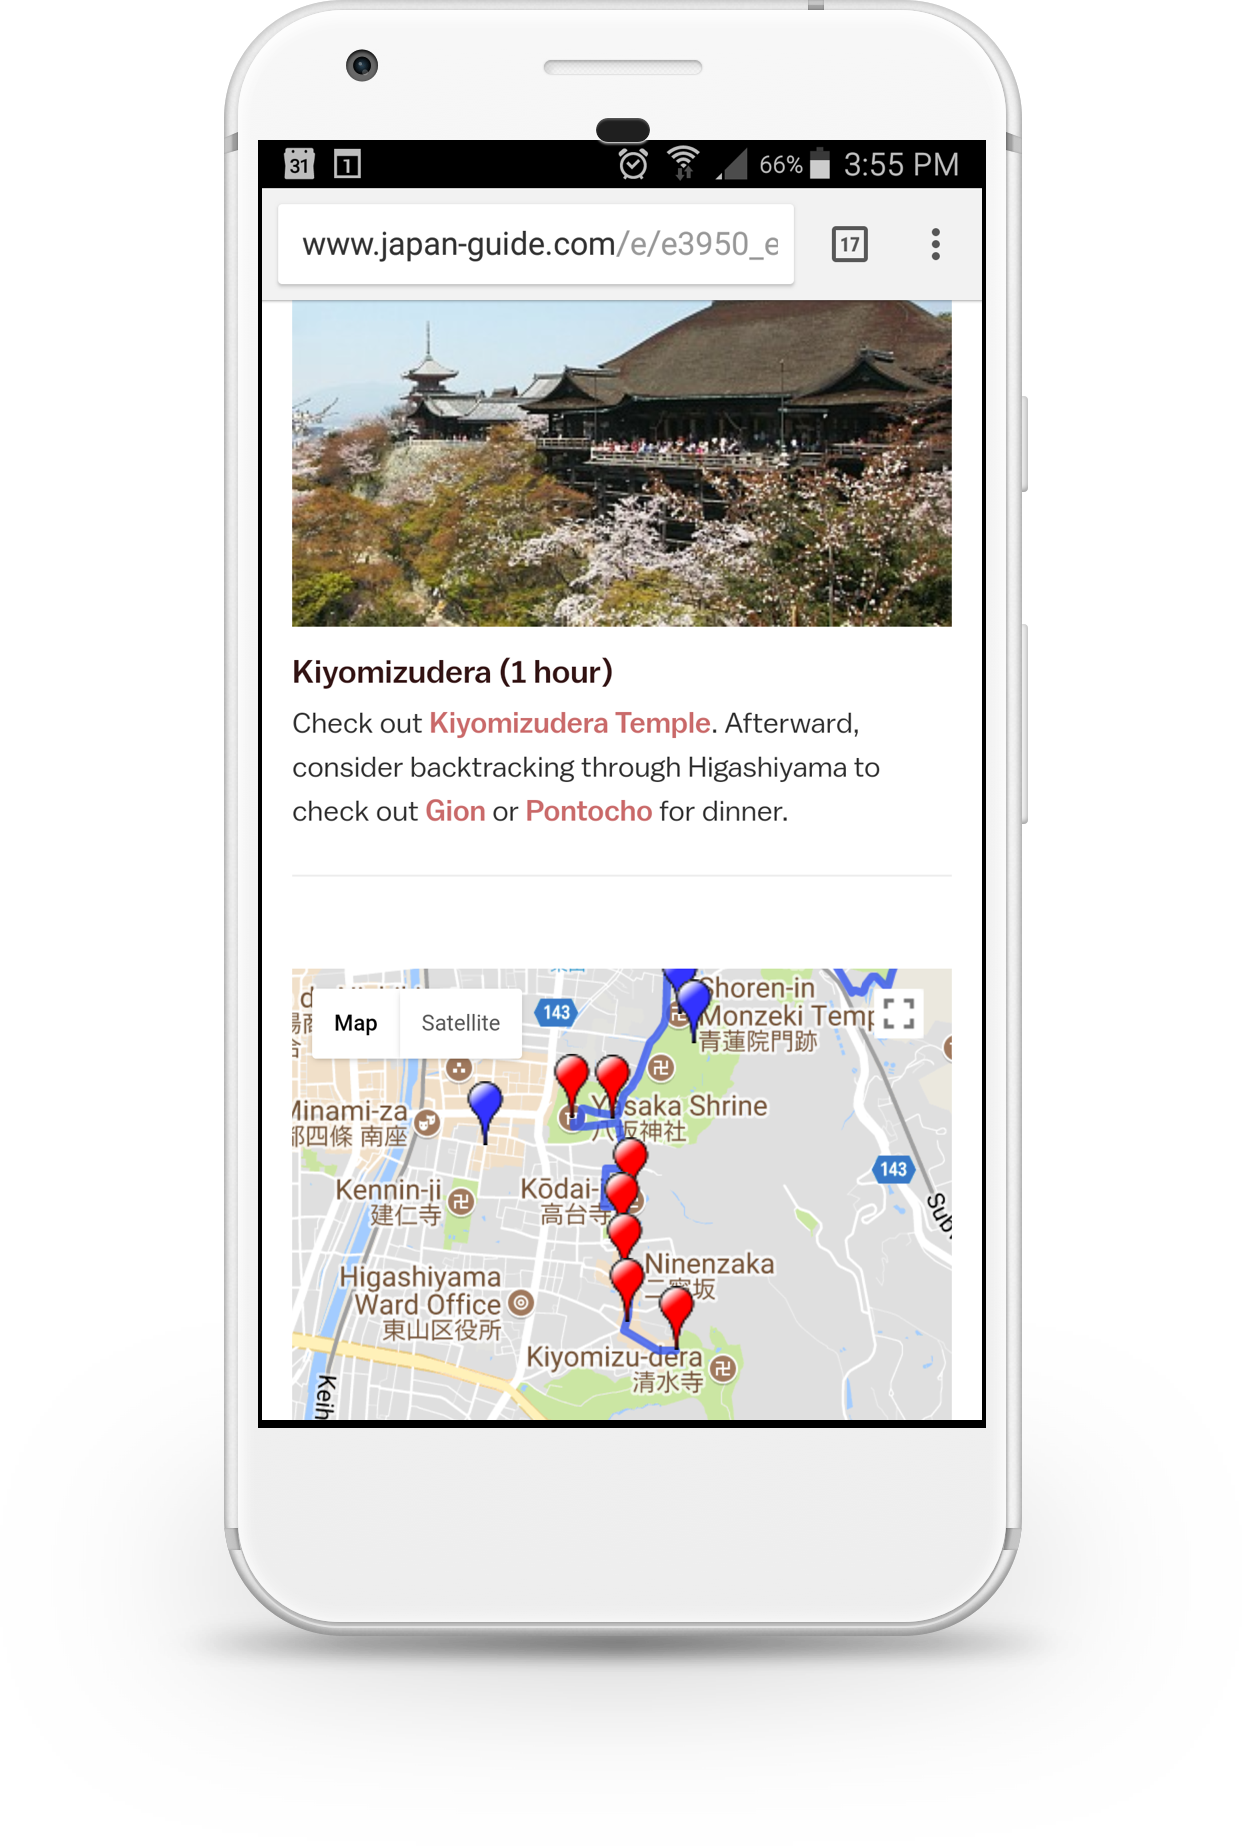 31 1 66% 3:55 PM
www.japan-guide.com/e/e3950_e
17
Kiyomizudera (1 hour)
Check out Kiyomizudera Temple. Afterward,
consider backtracking through Higashiyama to
check out Gion or Pontocho for dinner.
Map Satellite
143
Shoren-in
Monzeki Temp
青蓮院門跡
Minami-za
四條 南座
Yasaka Shrine
八坂神社
143
Kennin-ji
建仁寺
Kōdai-
高台寺
Ninenzaka
二寧坂
Higashiyama
Ward Office
東山区役所
Kiyomizu-dera
清水寺
Keih
Sub